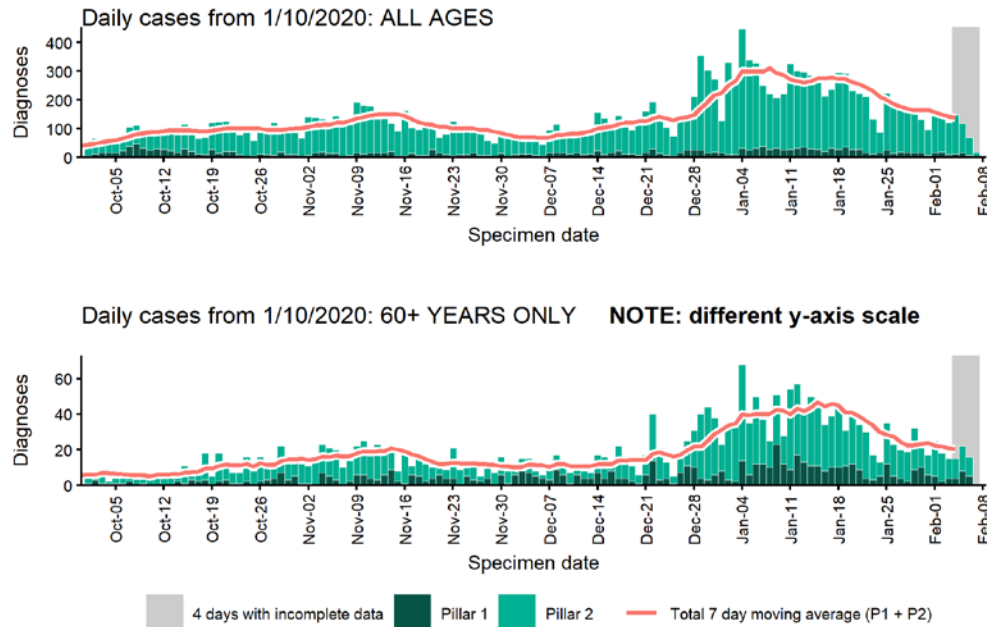 Daily cases from 1/10/2020: ALL AGES
Diagnoses
400
300
200
100
0
Oct-05 Oct-12 Oct-19 Oct-26 Nov-02 Nov-09 Nov-16 Nov-23 Nov-30 Dec-07 Dec-14 Dec-21 Dec-28 Jan-04 Jan-11 Jan-18 Jan-25 Feb-01 Feb-08
Specimen date
Daily cases from 1/10/2020: 60+ YEARS ONLY NOTE: different y-axis scale
Diagnoses
60
40
20
0
Oct-05 Oct-12 Oct-19 Oct-26 Nov-02 Nov-09 Nov-16 Nov-23 Nov-30 Dec-07 Dec-14 Dec-21 Dec-28 Jan-04 Jan-11 Jan-18 Jan-25 Feb-01 Feb-08
Specimen date
4 days with incomplete data Pillar 1 Pillar 2 Total 7 day moving average (P1 + P2)